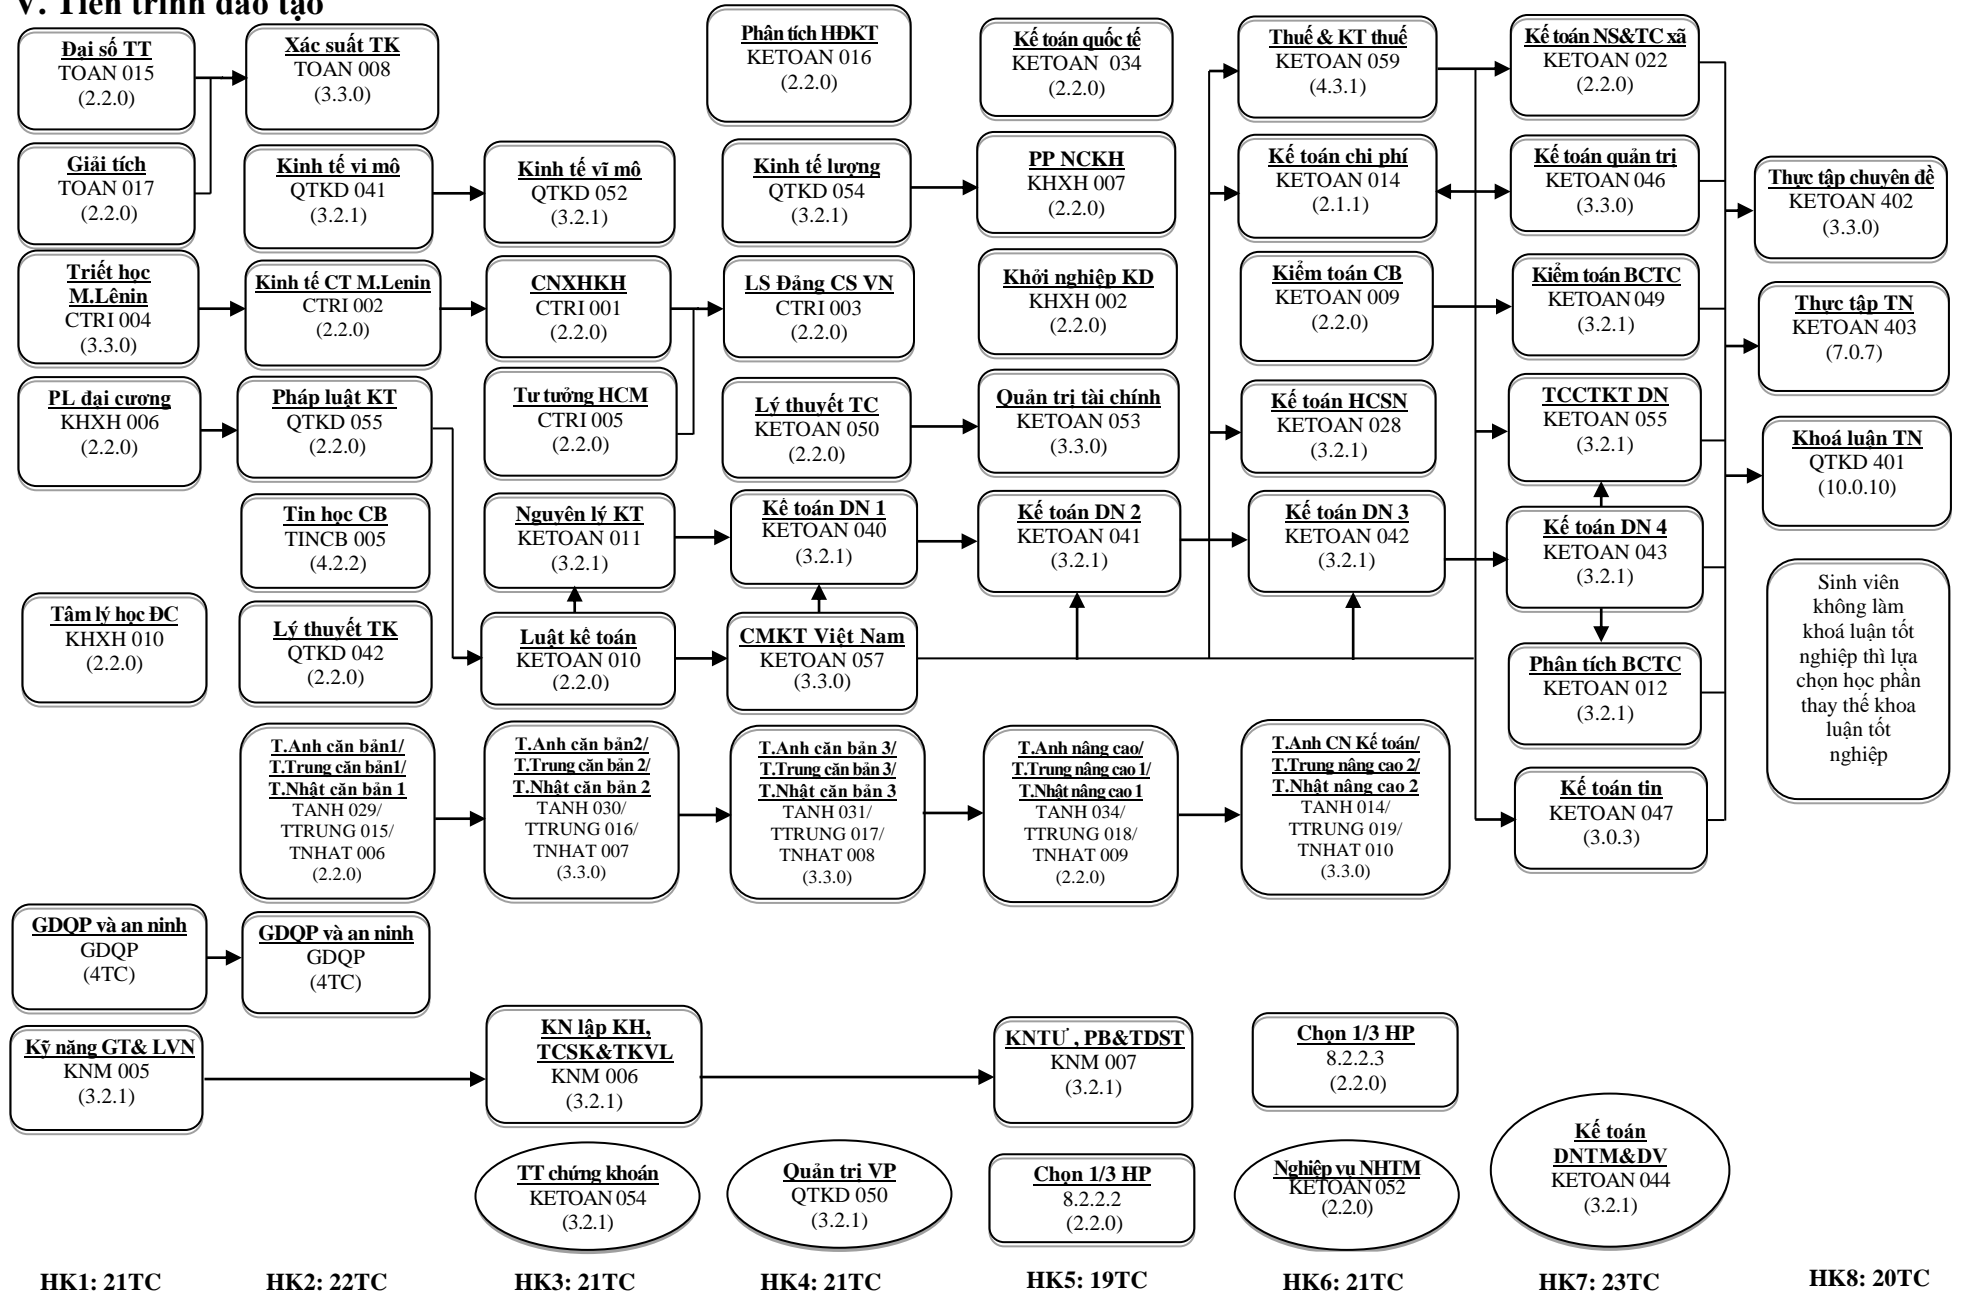 V. Tiến trình đào tạo
Đại số TT
TOAN 015
(2.2.0)
Giải tích
TOAN 017
(2.2.0)
Triết học
M.Lênin
CTRI 004
(3.3.0)
PL đại cương
KHXH 006
(2.2.0)
Tâm lý học ĐC
KHXH 010
(2.2.0)
GDQP và an ninh
GDQP
(4TC)
Kỹ năng GT& LVN
KNM 005
(3.2.1)
HK1: 21TC
Xác suất TK
TOAN 008
(3.3.0)
Kinh tế vi mô
QTKD 041
(3.2.1)
Kinh tế CT M.Lenin
CTRI 002
(2.2.0)
Pháp luật KT
QTKD 055
(2.2.0)
Tin học CB
TINCB 005
(4.2.2)
Lý thuyết TK
QTKD 042
(2.2.0)
T.Anh căn bản1/
T.Trung căn bản1/
T.Nhật căn bản 1
TANH 029/
TTRUNG 015/
TNHAT 006
(2.2.0)
GDQP và an ninh
GDQP
(4TC)
HK2: 22TC
Kinh tế vĩ mô
QTKD 052
(3.2.1)
CNXHKH
CTRI 001
(2.2.0)
Tư tưởng HCM
CTRI 005
(2.2.0)
Nguyên lý KT
KETOAN 011
(3.2.1)
Luật kế toán
KETOAN 010
(2.2.0)
T.Anh căn bản2/
T.Trung căn bản 2/
T.Nhật căn bản 2
TANH 030/
TTRUNG 016/
TNHAT 007
(3.3.0)
KN lập KH,
TCSK&TKVL
KNM 006
(3.2.1)
TT chứng khoán
KETOAN 054
(3.2.1)
HK3: 21TC
Phân tích HĐKT
KETOAN 016
(2.2.0)
Kinh tế lượng
QTKD 054
(3.2.1)
LS Đảng CS VN
CTRI 003
(2.2.0)
Lý thuyết TC
KETOAN 050
(2.2.0)
Kế toán DN 1
KETOAN 040
(3.2.1)
CMKT Việt Nam
KETOAN 057
(3.3.0)
T.Anh căn bản 3/
T.Trung căn bản 3/
T.Nhật căn bản 3
TANH 031/
TTRUNG 017/
TNHAT 008
(3.3.0)
Quản trị VP
QTKD 050
(3.2.1)
HK4: 21TC
Kế toán quốc tế
KETOAN  034
(2.2.0)
PP NCKH
KHXH 007
(2.2.0)
Khởi nghiệp KD
KHXH 002
(2.2.0)
Quản trị tài chính
KETOAN 053
(3.3.0)
Kế toán DN 2
KETOAN 041
(3.2.1)
T.Anh nâng cao/
T.Trung nâng cao 1/
T.Nhật nâng cao 1
TANH 034/
TTRUNG 018/
TNHAT 009
(2.2.0)
KNTƯ , PB&TDST
KNM 007
(3.2.1)
Chọn 1/3 HP
8.2.2.2
(2.2.0)
HK5: 19TC
Thuế & KT thuế
KETOAN 059
(4.3.1)
Kế toán chi phí
KETOAN 014
(2.1.1)
Kiểm toán CB
KETOAN 009
(2.2.0)
Kế toán HCSN
KETOAN 028
(3.2.1)
Kế toán DN 3
KETOAN 042
(3.2.1)
T.Anh CN Kế toán/
T.Trung nâng cao 2/
T.Nhật nâng cao 2
TANH 014/
TTRUNG 019/
TNHAT 010
(3.3.0)
Chọn 1/3 HP
8.2.2.3
(2.2.0)
Nghiệp vụ NHTM
KETOAN 052
(2.2.0)
HK6: 21TC
Kế toán NS&TC xã
KETOAN 022
(2.2.0)
Kế toán quản trị
KETOAN 046
(3.3.0)
Kiểm toán BCTC
KETOAN 049
(3.2.1)
TCCTKT DN
KETOAN 055
(3.2.1)
Kế toán DN 4
KETOAN 043
(3.2.1)
Phân tích BCTC
KETOAN 012
(3.2.1)
Kế toán tin
KETOAN 047
(3.0.3)
Kế toán
DNTM&DV
KETOAN 044
(3.2.1)
HK7: 23TC
Thực tập chuyên đề
KETOAN 402
(3.3.0)
Thực tập TN
KETOAN 403
(7.0.7)
Khoá luận TN
QTKD 401
(10.0.10)
Sinh viên
không làm
khoá luận tốt
nghiệp thì lựa
chọn học phần
thay thế khoa
luận tốt
nghiệp
HK8: 20TC